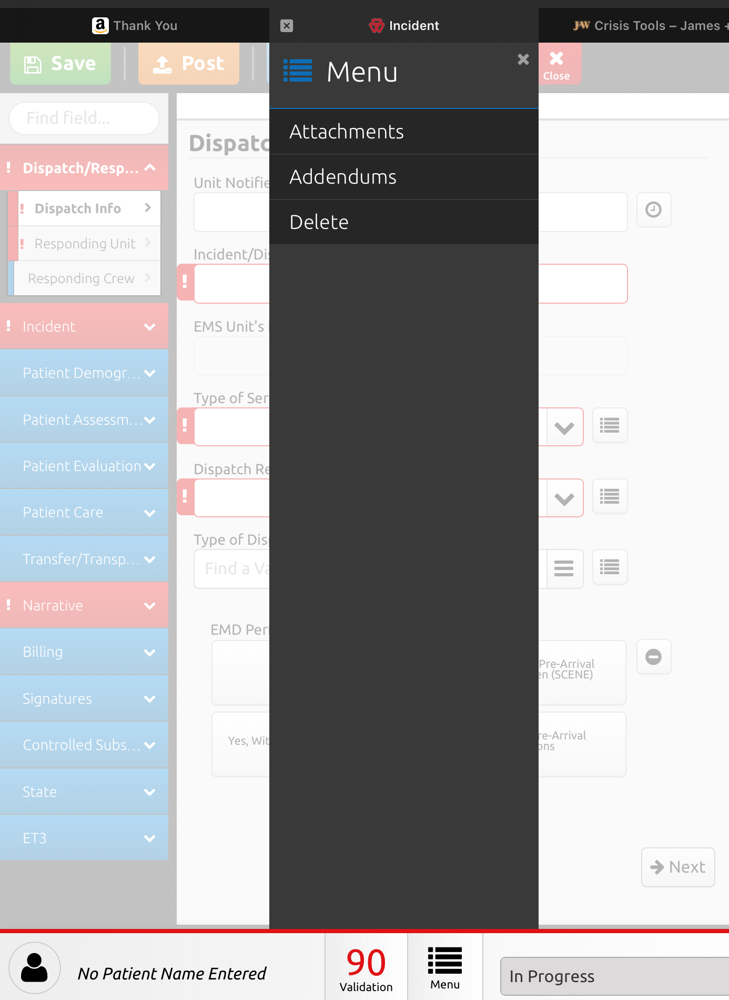 Thank You
Incident
Crisis Tools – James +
Save
Post
Menu
Close
Find field...
Attachments
Addendums
Delete
Dispatch/Resp...
Dispatch Info
Responding Unit
Responding Crew
Incident
Patient Demogr...
Patient Assessm...
Patient Evaluation
Patient Care
Transfer/Transp...
Narrative
Billing
Signatures
Controlled Subs...
State
ET3
Dispatc
Unit Notifie
Incident/Dis
EMS Unit's
Type of Ser
Dispatch Re
Type of Disp
Find a Va
EMD Perf
Pre-Arrival
en (SCENE)
Yes, Wit
re-Arrival
ons
Next
No Patient Name Entered
90
Validation
Menu
In Progress